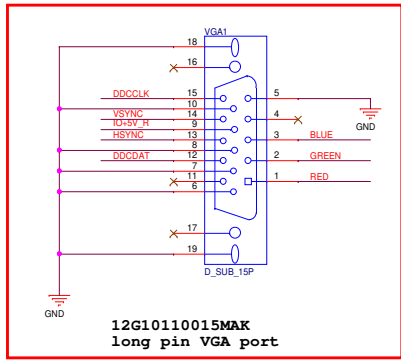 VGA1
18
16
DDCCLK 15 5
10
VSYNC 14 4
IO+5V_R 9
GND
HSYNC 13 3 BLUE
8
DDCDAT 12 2 GREEN
7
11 1 RED
6
17
19
D_SUB_15P
GND
12G10110015MAK
long pin VGA port